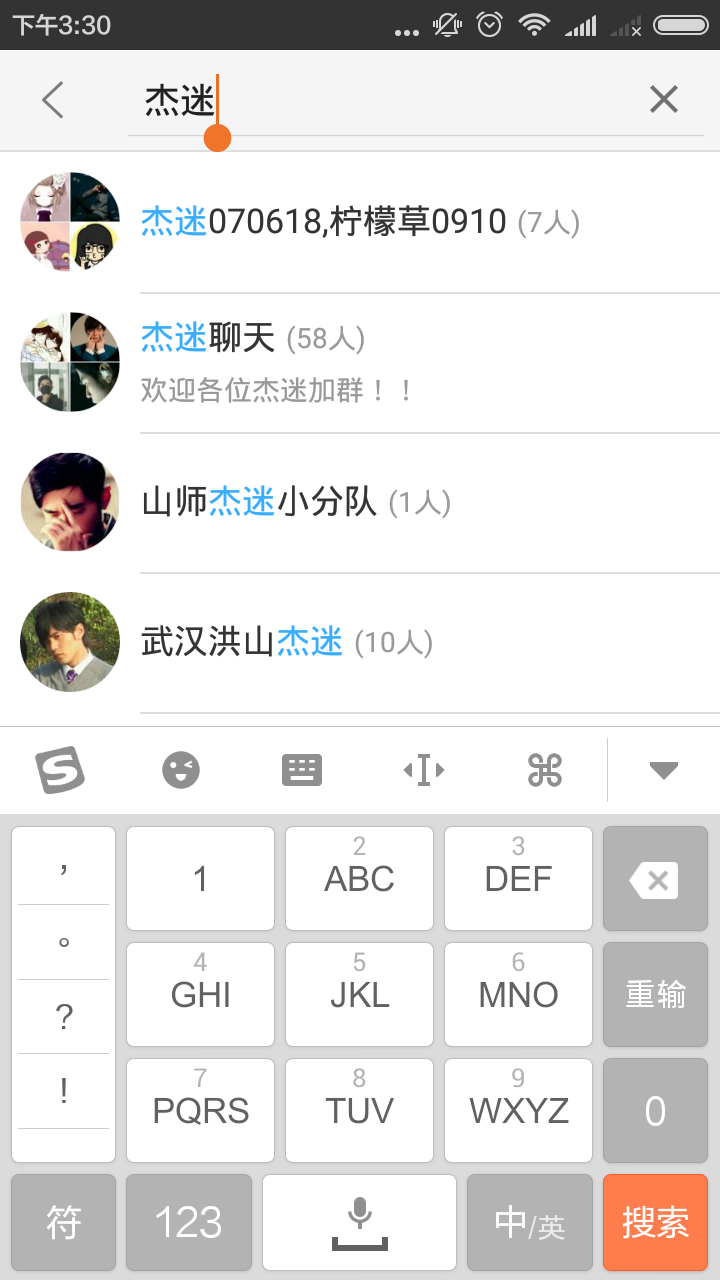 下午3:30
杰迷
杰迷070618,柠檬草0910 (7人)
杰迷聊天 (58人)
欢迎各位杰迷加群！！
山师杰迷小分队 (1人)
武汉洪山杰迷 (10人)
，
1
2
ABC
3
DEF
。
4
GHI
5
JKL
6
MNO
重输
?
7
PQRS
8
TUV
9
WXYZ
0
!
符
123
中/英
搜索